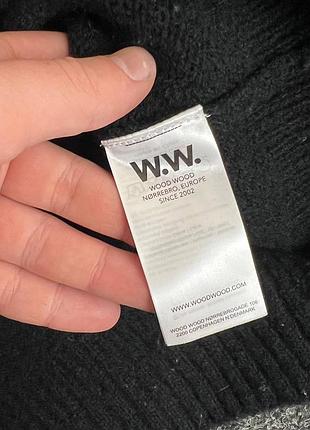 W.W.
WOOD WOOD
NØRREBRO, EUROPE
SINCE 2002
WWW.WOODWOOD.COM
WOOD WOOD NØRREBROGADE 106
2200 COPENHAGEN N DENMARK